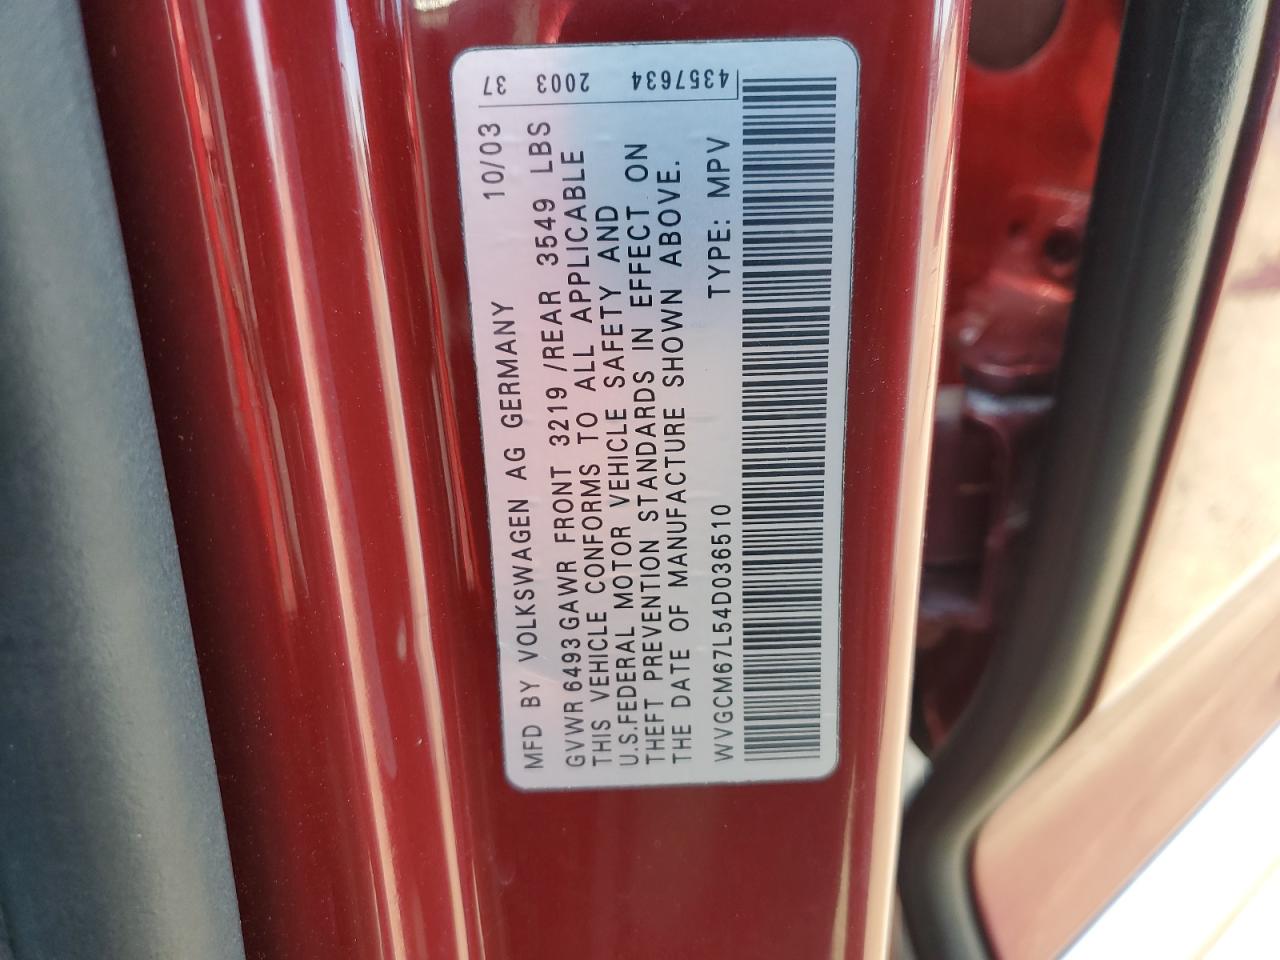 MFD BY VOLKSWAGEN AG GERMANY 10/03
GVWR 6493 GAWR FRONT 3219 /REAR 3549 LBS
THIS VEHICLE CONFORMS TO ALL APPLICABLE
U.S.FEDERAL MOTOR VEHICLE SAFETY AND
THEFT PREVENTION STANDARDS IN EFFECT ON
THE DATE OF MANUFACTURE SHOWN ABOVE.
WVGCM67L54D036510 TYPE: MPV
4357634 2003 37